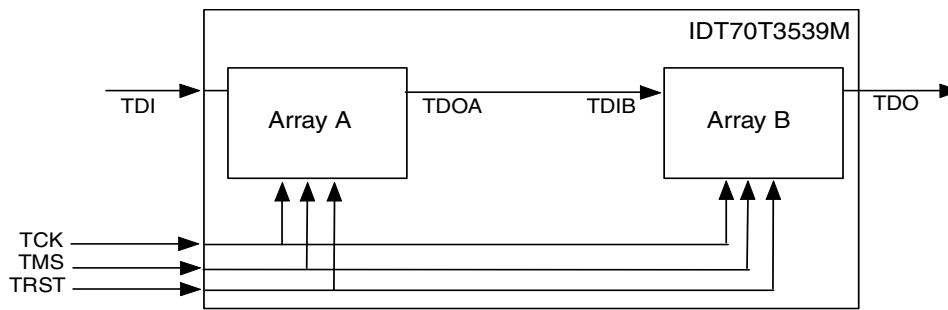 IDT70T3539M
TDI
Array A
TDOA
TDIB
Array B
TDO
TCK
TMS
TRST